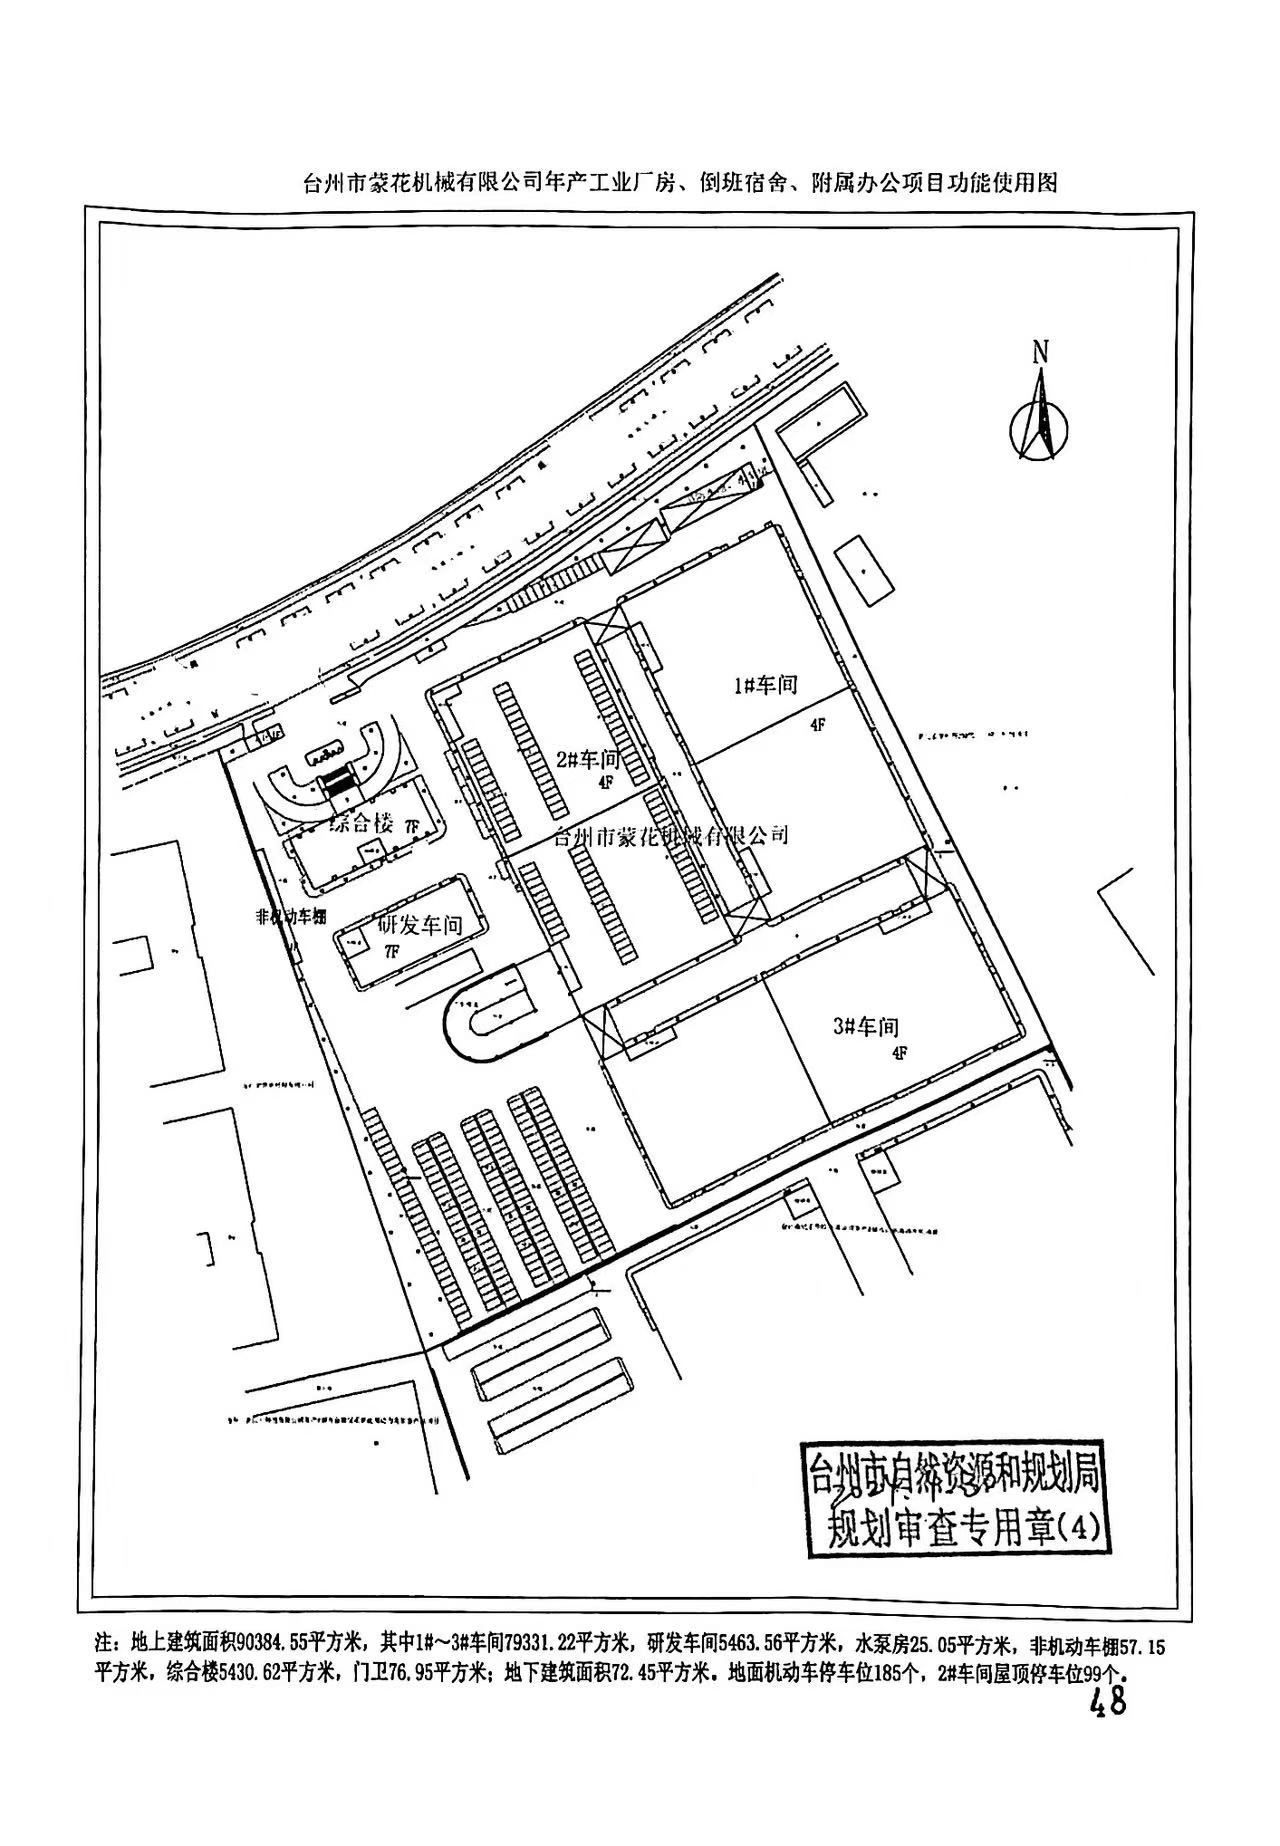 台州市蒙花机械有限公司年产工业厂房、倒班宿舍、附属办公项目功能使用图
N
1#车间
4F
2#车间
4F
综合楼 7F
台州市蒙花机械有限公司
非机动车棚
研发车间
7F
3#车间
4F
台州市自然资源和规划局
规划审查专用章(4)
注：地上建筑面积90384.55平方米，其中1#～3#车间79331.22平方米，研发车间5463.56平方米，水泵房25.05平方米，非机动车棚57.15
平方米，综合楼5430.62平方米，门卫76.95平方米；地下建筑面积72.45平方米。地面机动车停车位185个，2#车间屋顶停车位99个。
48